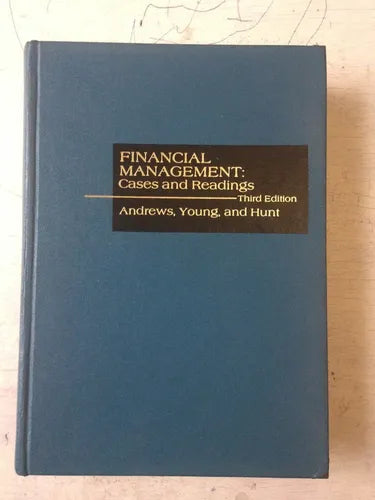 FINANCIAL
MANAGEMENT:
Cases and Readings
Third Edition
Andrews, Young, and Hunt